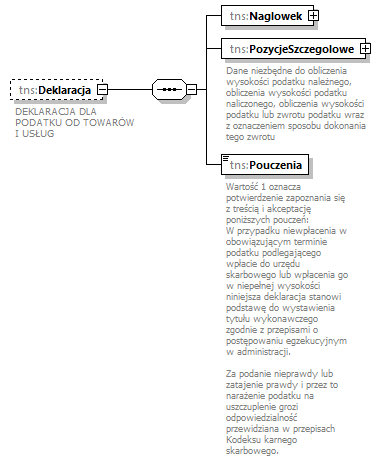 tns:Naglowek
tns:PozycjeSzczegolowe
Dane niezbędne do obliczenia
wysokości podatku należnego,
obliczenia wysokości podatku
naliczonego, obliczenia wysokości
podatku lub zwrotu podatku wraz
z oznaczeniem sposobu dokonania
tego zwrotu
tns:Deklaracja
DEKLARACJA DLA
PODATKU OD TOWARÓW
I USŁUG
tns:Pouczenia
Wartość 1 oznacza
potwierdzenie zapoznania się
z treścią i akceptację
poniższych pouczeń:
W przypadku niewpłacenia w
obowiązującym terminie
podatku podlegającego
wpłacie do urzędu
skarbowego lub wpłacenia go
w niepełnej wysokości
niniejsza deklaracja stanowi
podstawę do wystawienia
tytułu wykonawczego
zgodnie z przepisami o
postępowaniu egzekucyjnym
w administracji.
Za podanie nieprawdy lub
zatajenie prawdy i przez to
narażenie podatku na
uszczuplenie grozi
odpowiedzialność
przewidziana w przepisach
Kodeksu karnego
skarbowego.